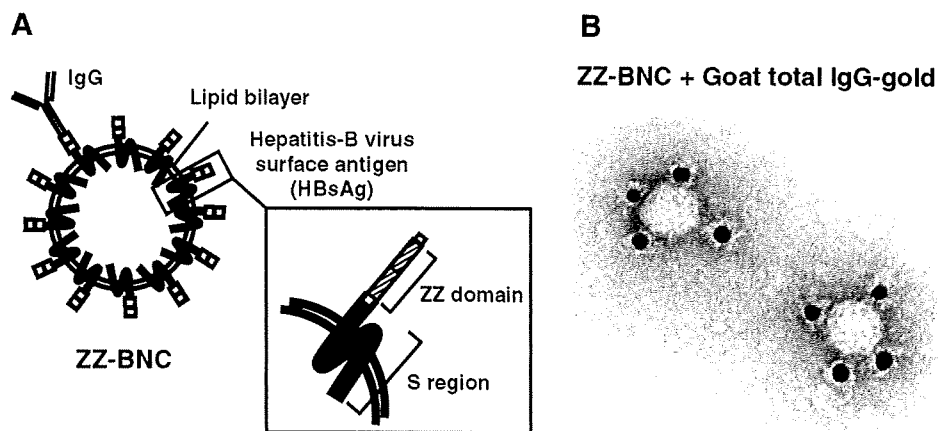 A
IgG
Lipid bilayer
Hepatitis-B virus
surface antigen
(HBsAg)
ZZ domain
S region
ZZ-BNC
B
ZZ-BNC + Goat total IgG-gold